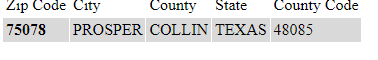 Zip Code City County State County Code
75078 PROSPER COLLIN TEXAS 48085